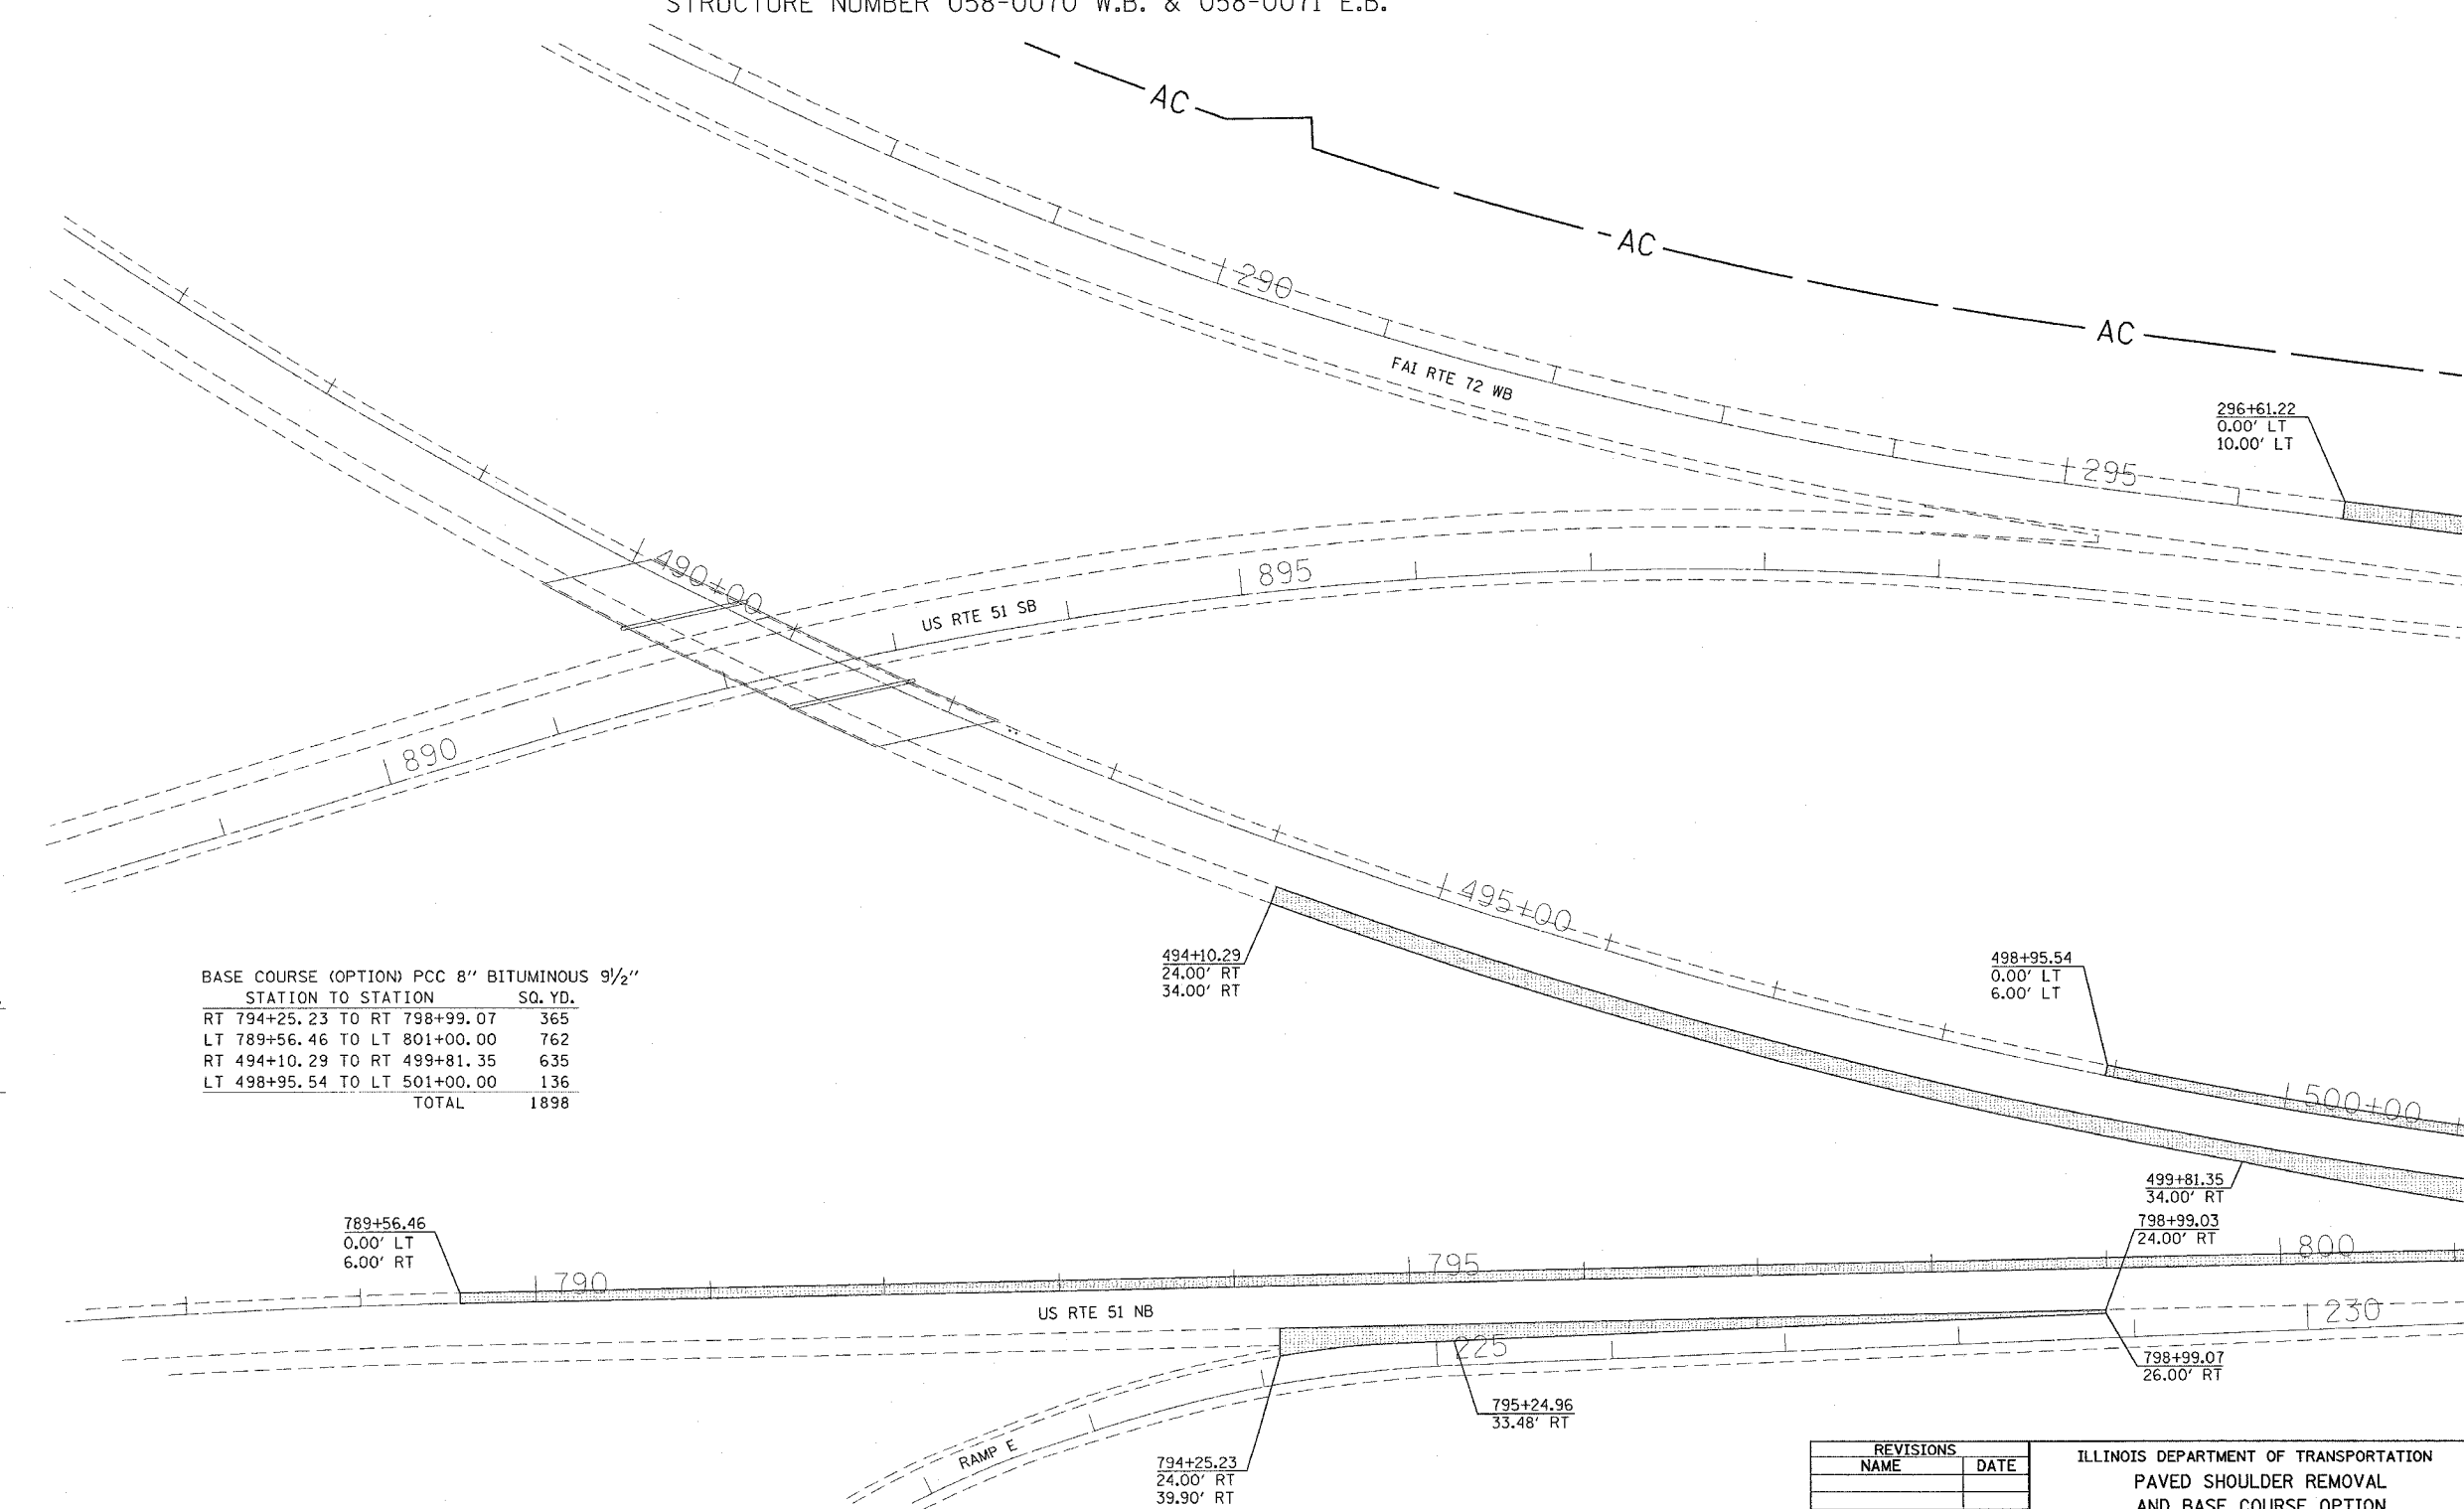 STRUCTURE NUMBER 058-0070 W.B. & 058-0071 E.B.
AC
AC
AC
290
FAI RTE 72 WB
295
296+61.22
0.00' LT
10.00' LT
490+00
US RTE 51 SB
895
890
495+00
494+10.29
24.00' RT
34.00' RT
498+95.54
0.00' LT
6.00' LT
500+00
499+81.35
34.00' RT
BASE COURSE (OPTION) PCC 8" BITUMINOUS 9½"
STATION TO STATION SQ. YD.
RT 794+25.23 TO RT 798+99.07 365
LT 789+56.46 TO LT 801+00.00 762
RT 494+10.29 TO RT 499+81.35 635
LT 498+95.54 TO LT 501+00.00 136
TOTAL 1898
789+56.46
0.00' LT
6.00' RT
790
795
798+99.03
24.00' RT
800
US RTE 51 NB
225
230
798+99.07
26.00' RT
795+24.96
33.48' RT
RAMP E
794+25.23
24.00' RT
39.90' RT
REVISIONS
NAME DATE
ILLINOIS DEPARTMENT OF TRANSPORTATION
PAVED SHOULDER REMOVAL
AND BASE COURSE OPTION